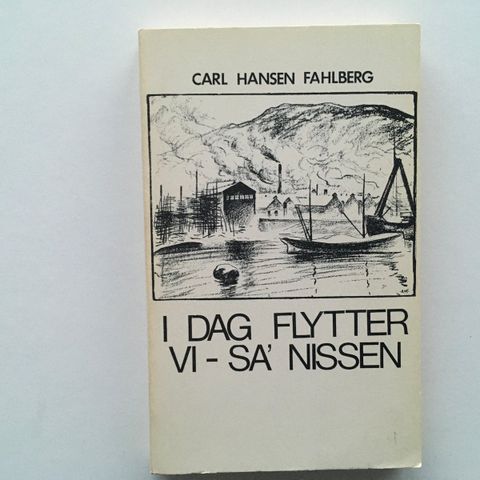 CARL HANSEN FAHLBERG
I DAG FLYTTER
VI - SA' NISSEN